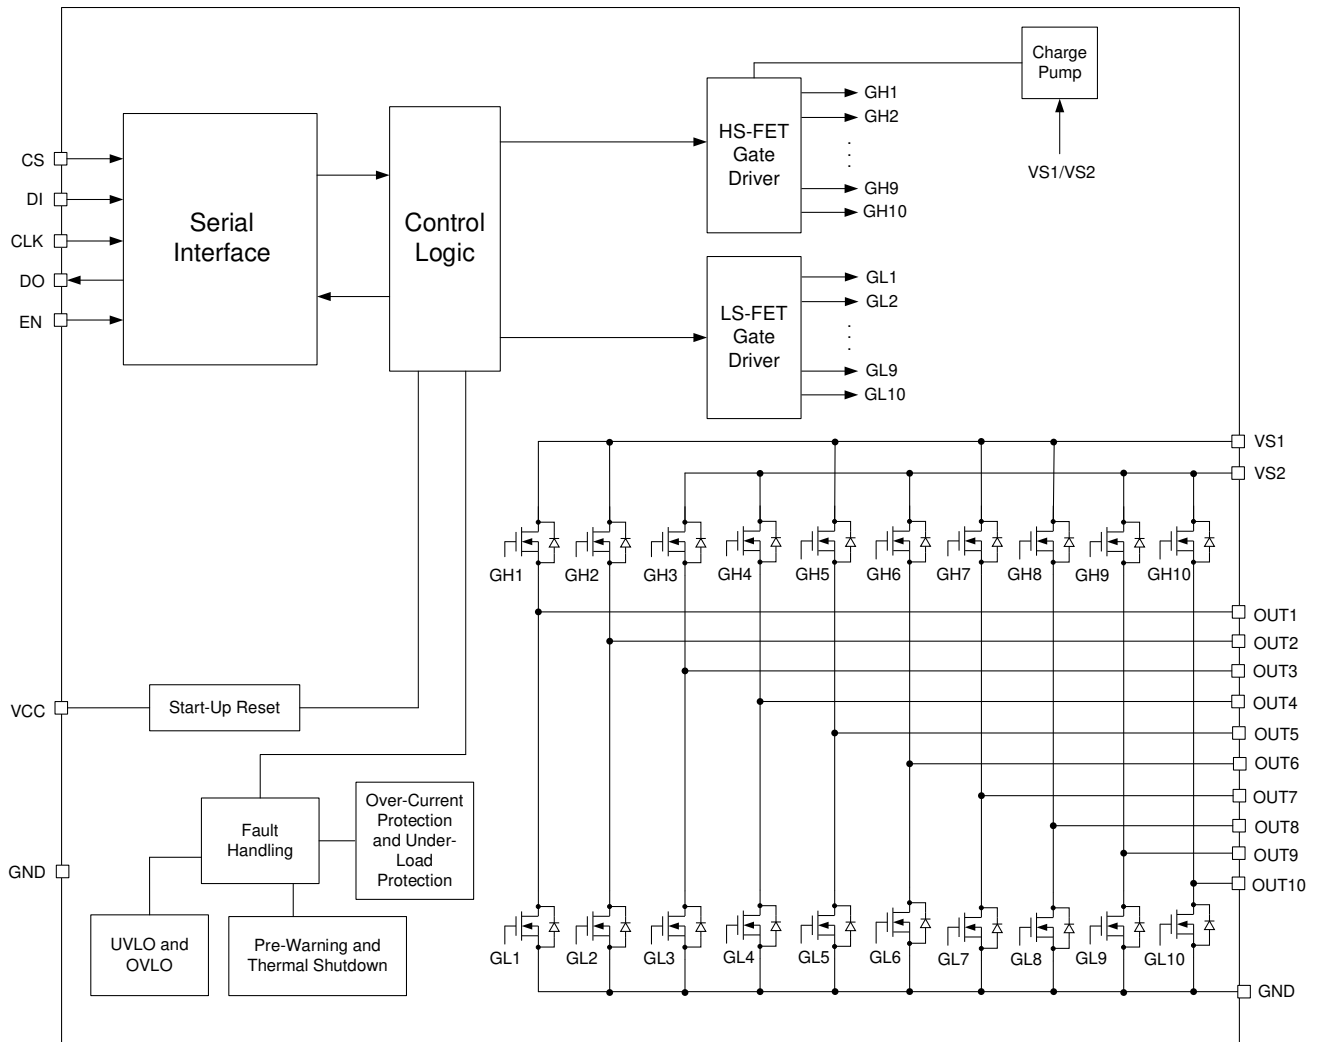 Charge
Pump
VS1/VS2
HS-FET
Gate
Driver
GH1
GH2
GH9
GH10
CS
DI
CLK
DO
EN
Serial
Interface
Control
Logic
LS-FET
Gate
Driver
GL1
GL2
GL9
GL10
VS1
VS2
GH1
GH2
GH3
GH4
GH5
GH6
GH7
GH8
GH9
GH10
OUT1
OUT2
OUT3
OUT4
OUT5
OUT6
OUT7
OUT8
OUT9
OUT10
VCC
Start-Up Reset
GND
Fault
Handling
Over-Current
Protection
and Under-
Load
Protection
UVLO and
OVLO
Pre-Warning and
Thermal Shutdown
GL1
GL2
GL3
GL4
GL5
GL6
GL7
GL8
GL9
GL10
GND